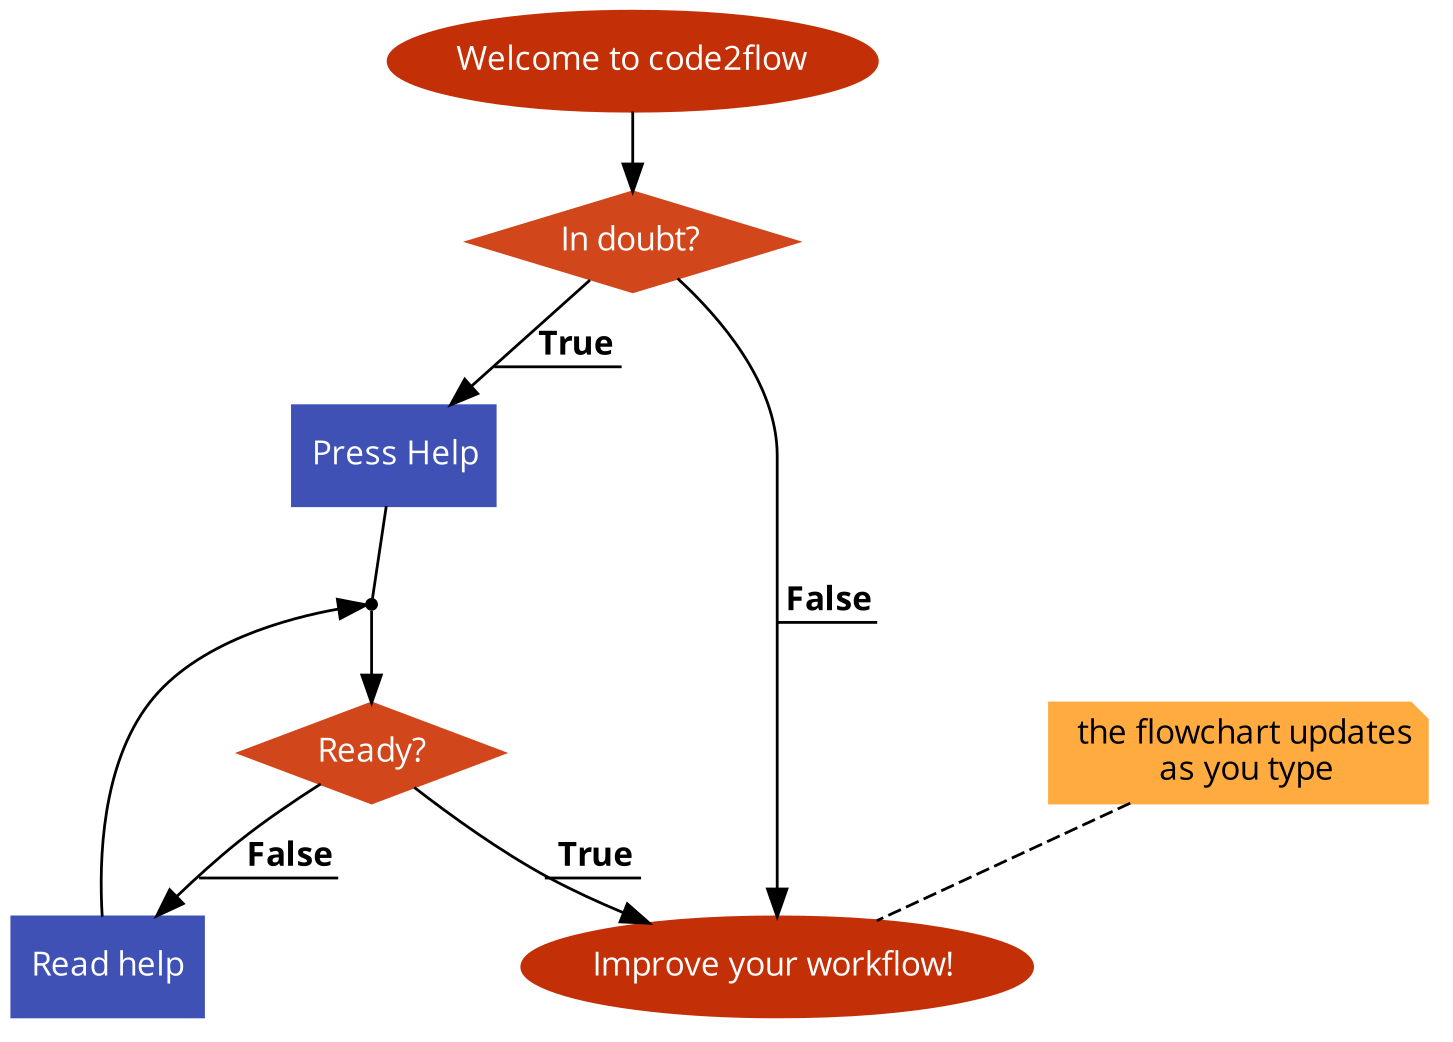 Welcome to code2flow
In doubt?
True
Press Help
False
the flowchart updates
as you type
Ready?
False
True
Read help
Improve your workflow!